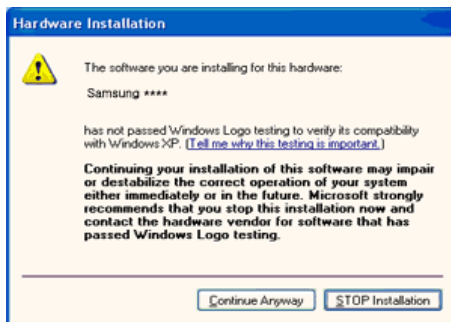 Hardware Installation
The software you are installing for this hardware:
Samsung ****
has not passed Windows Logo testing to verify its compatibility
with Windows XP. (Tell me why this testing is important.)
Continuing your installation of this software may impair
or destabilize the correct operation of your system
either immediately or in the future. Microsoft strongly
recommends that you stop this installation now and
contact the hardware vendor for software that has
passed Windows Logo testing.
Continue Anyway
STOP Installation